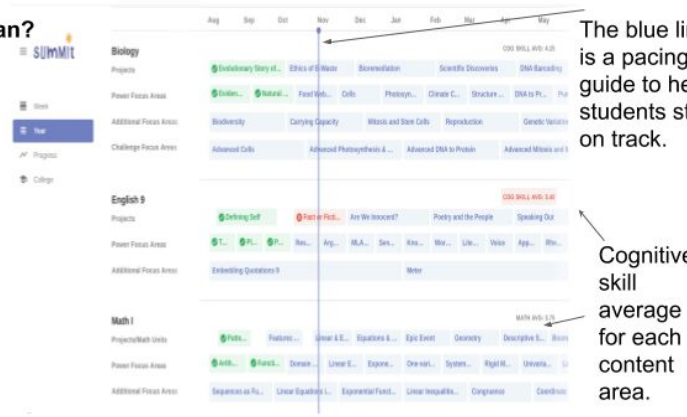 an?
SUMMIT
Week
Year
Progress
College
Aug Sep Oct Nov Dec Jan Feb Mar Apr May
Biology
COG SKILL AVG: 4.25
Projects
Evolutionary Story of... Ethics of E-Waste Bioremediation Scientific Discoveries DNA Barcoding
Power Focus Areas
Eviden... Natural ... Food Web... Cells Photosyn... Climate C... Structure ... DNA to Pr...
Additional Focus Areas
Biodiversity Carrying Capacity Mitosis and Stem Cells Reproduction Genetic Variation
Challenge Focus Areas
Advanced Cells Advanced Photosynthesis & ... Advanced DNA to Protein Advanced Mitosis and
English 9
COG SKILL AVG:
Projects
Defining Self Fact or Ficti... Are We Innocent? Poetry and the People Speaking Out
Power Focus Areas
T... Pl... P... Res... Arg... MLA... Sen... Kno... Wor... Lite... Voice App... Rhe...
Additional Focus Areas
Embedding Quotations 9 Meter
Math I
MATH AVG:
Projects/Math Units
Patte... Features ... Linear & E... Equations & ... Epic Event Geometry Descriptive S...
Power Focus Areas
Arith... Functi... Domain ... Linear E... Expone... One-vari... System... Rigid M... Univaria...
Additional Focus Areas
Sequences as Fu... Linear Equations i... Exponential Funct... Linear Inequalitie... Congruence Coordinate
The blue li
is a pacing
guide to he
students st
on track.
Cognitive
skill
average
for each
content
area.